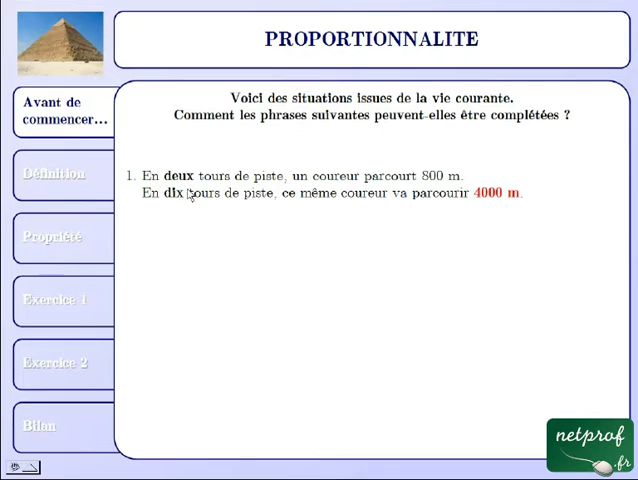 PROPORTIONNALITE
Avant de
commencer...
Définition
Propriété
Exercice 1
Exercice 2
Bilan
Voici des situations issues de la vie courante.
Comment les phrases suivantes peuvent-elles être complétées ?
1. En deux tours de piste, un coureur parcourt 800 m.
En dix tours de piste, ce même coureur va parcourir 4000 m.
netprof
.fr